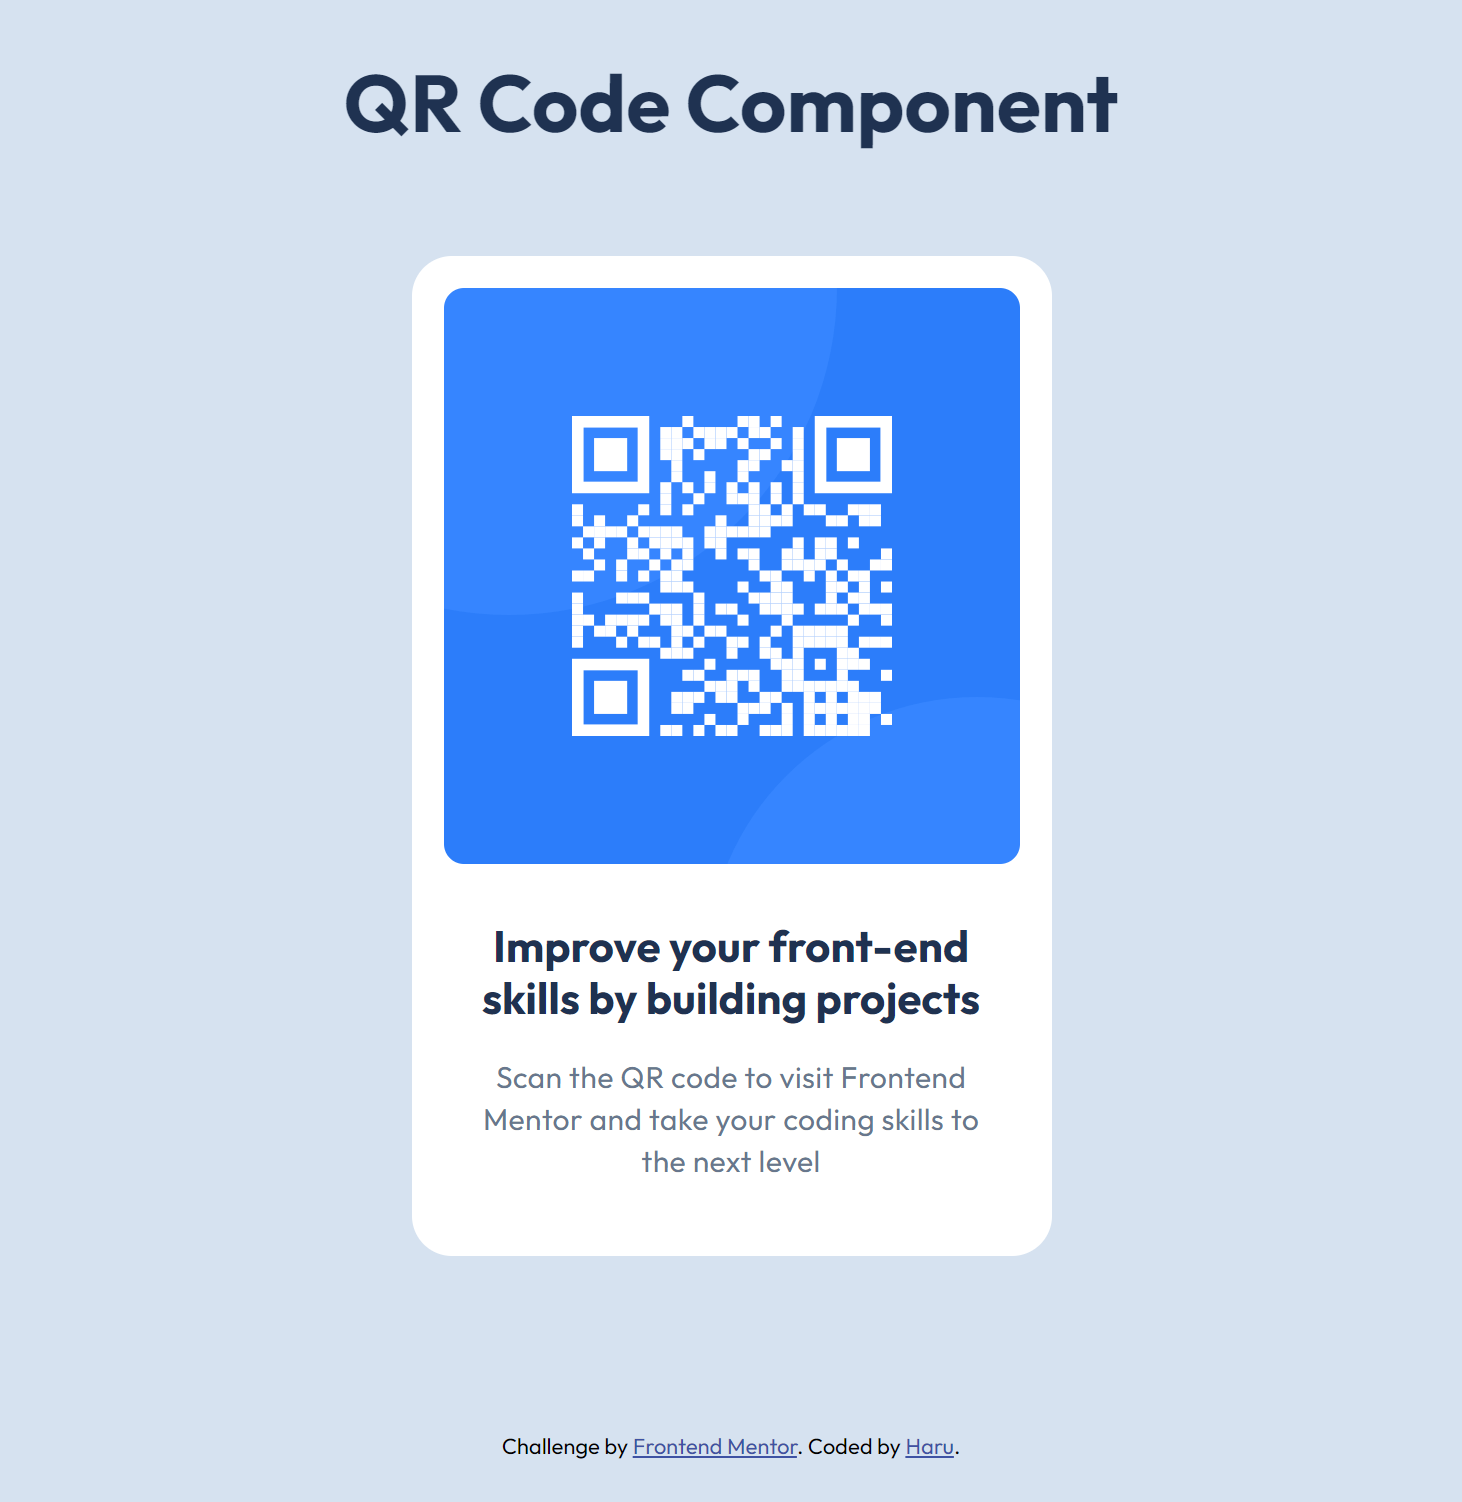 QR Code Component
Improve your front-end
skills by building projects
Scan the QR code to visit Frontend
Mentor and take your coding skills to
the next level
Challenge by Frontend Mentor. Coded by Haru.